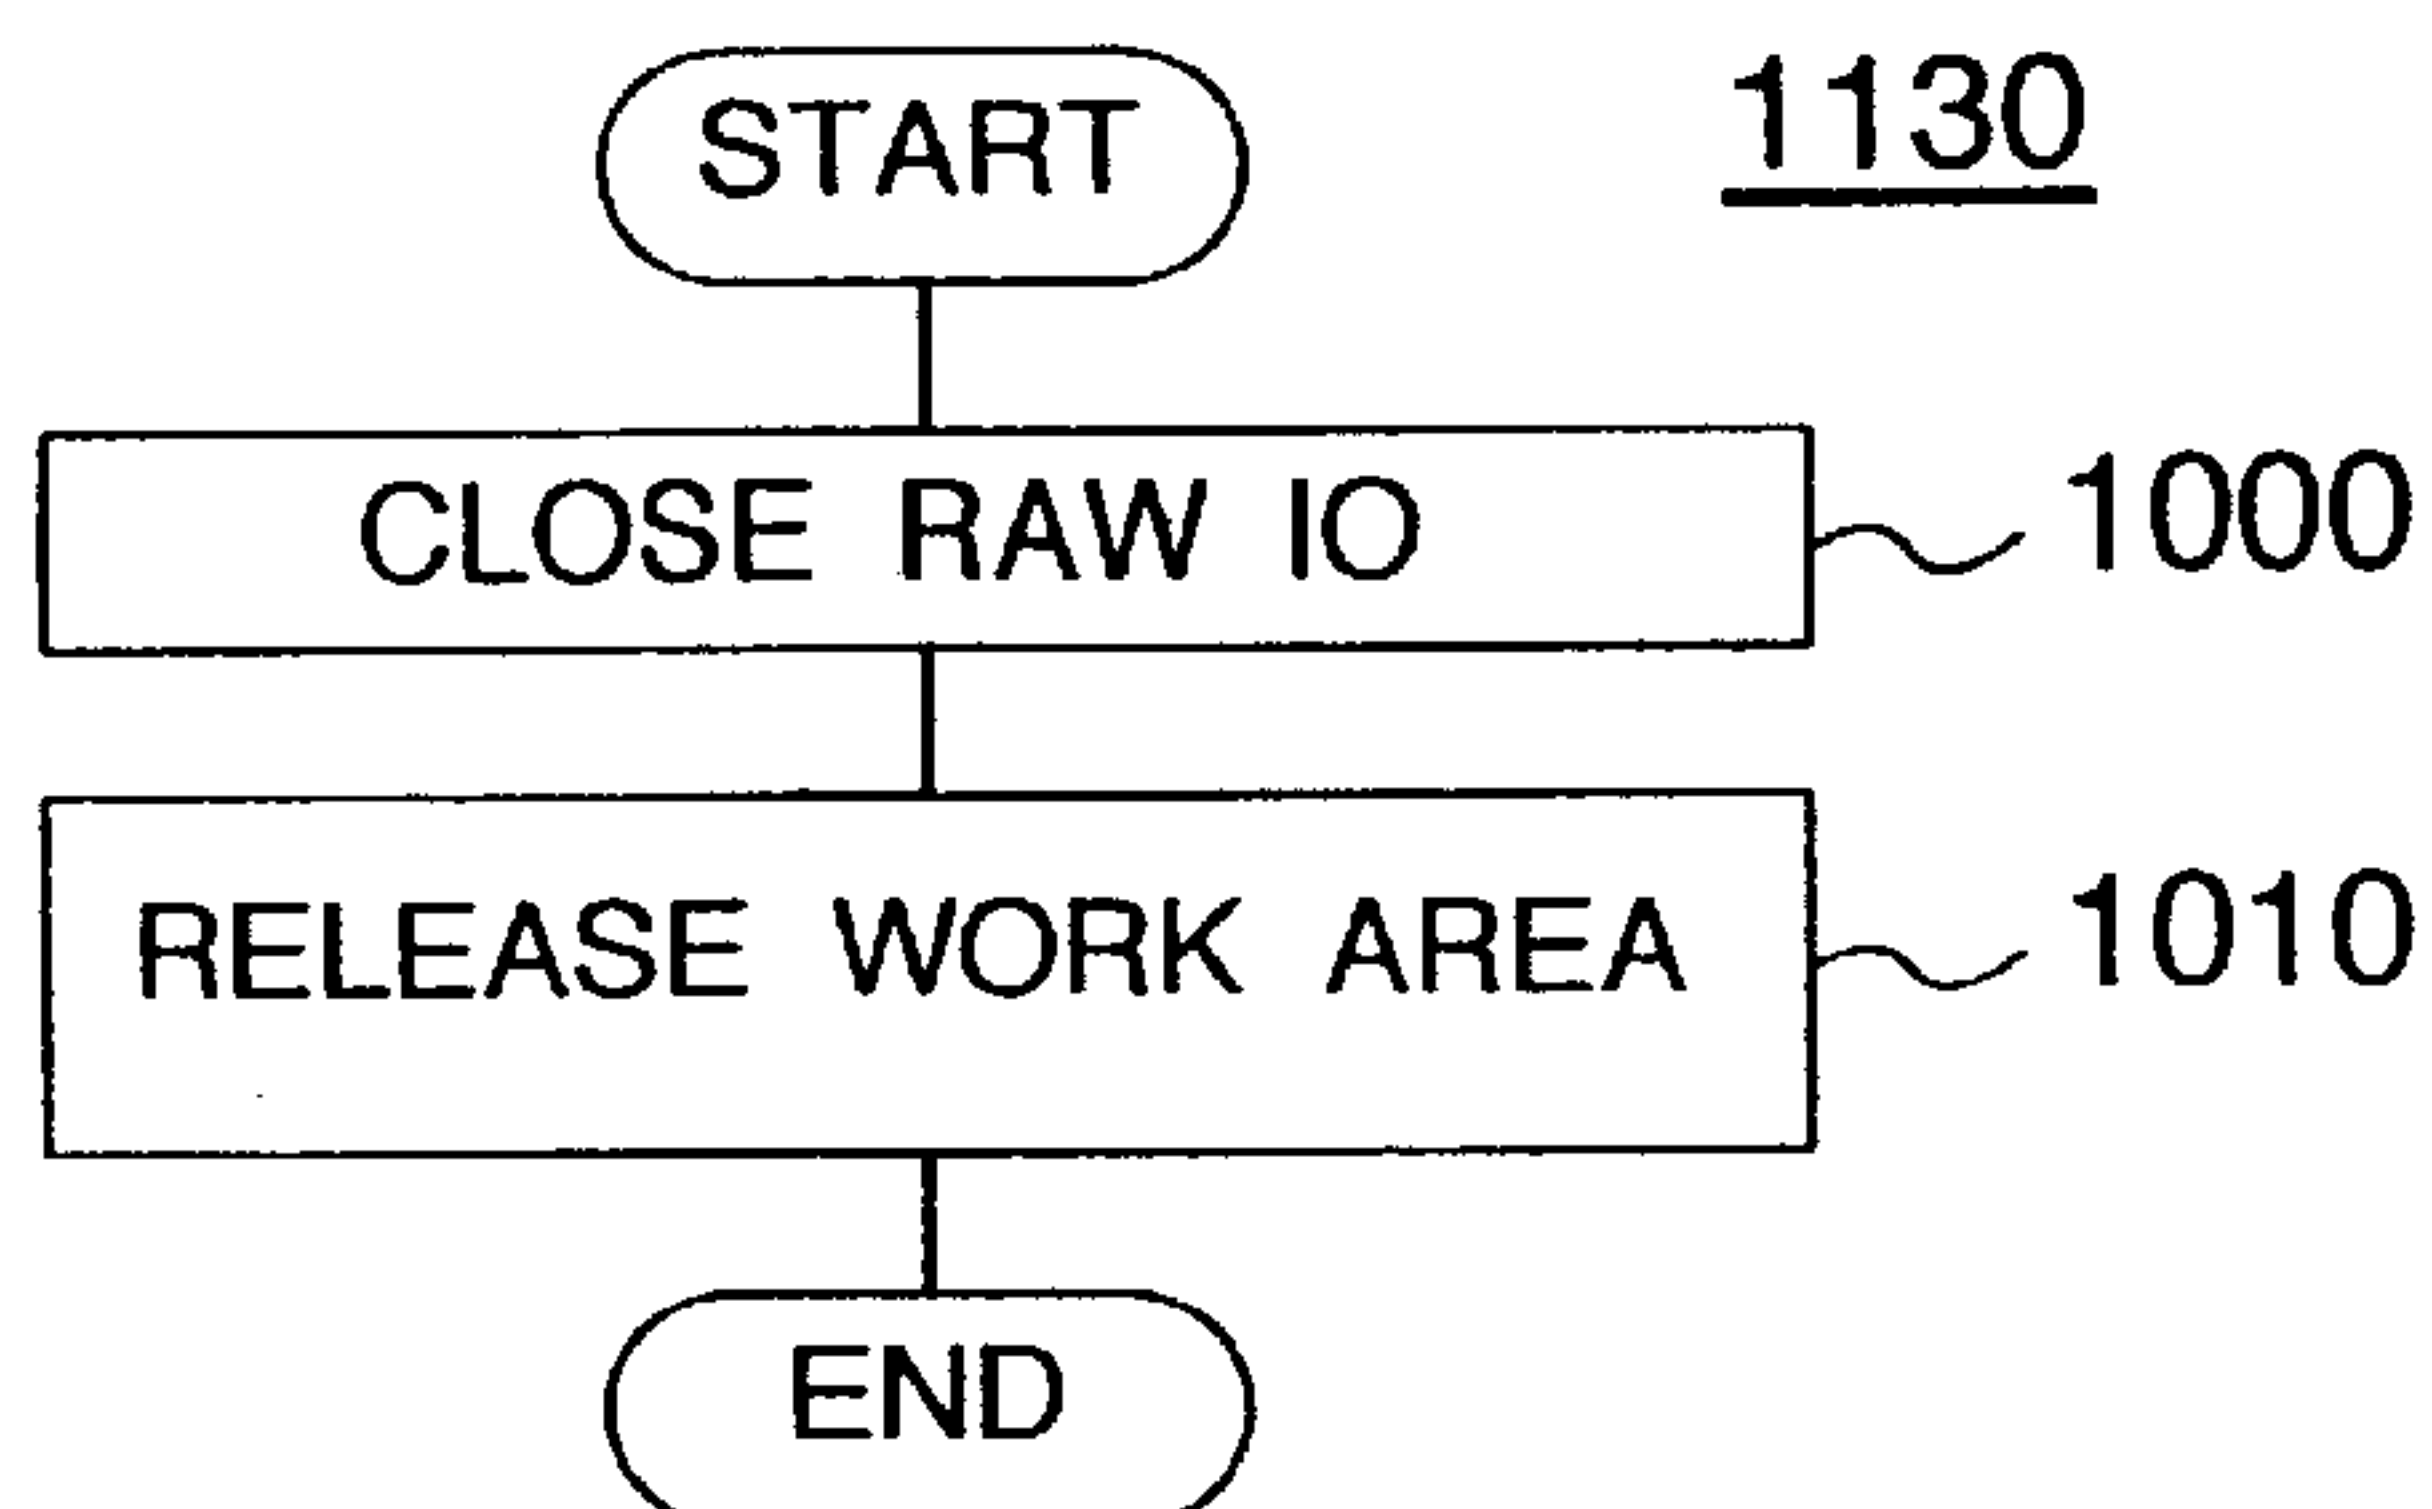 START
1130
CLOSE RAW IO
1000
RELEASE WORK AREA
1010
END